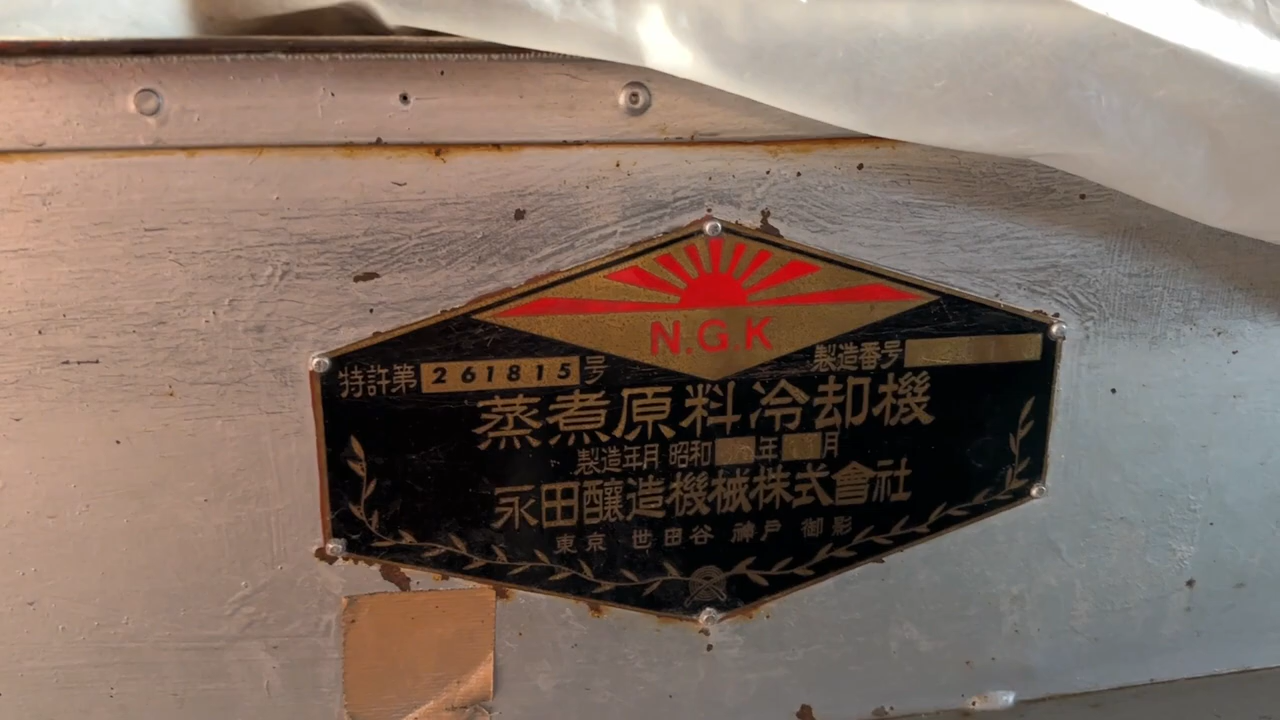 N.G.K
特許第 261815 号 製造番号
蒸煮原料冷却機
製造年月 昭和 年 月
永田醸造機械株式會社
東京 世田谷 神戸 御影